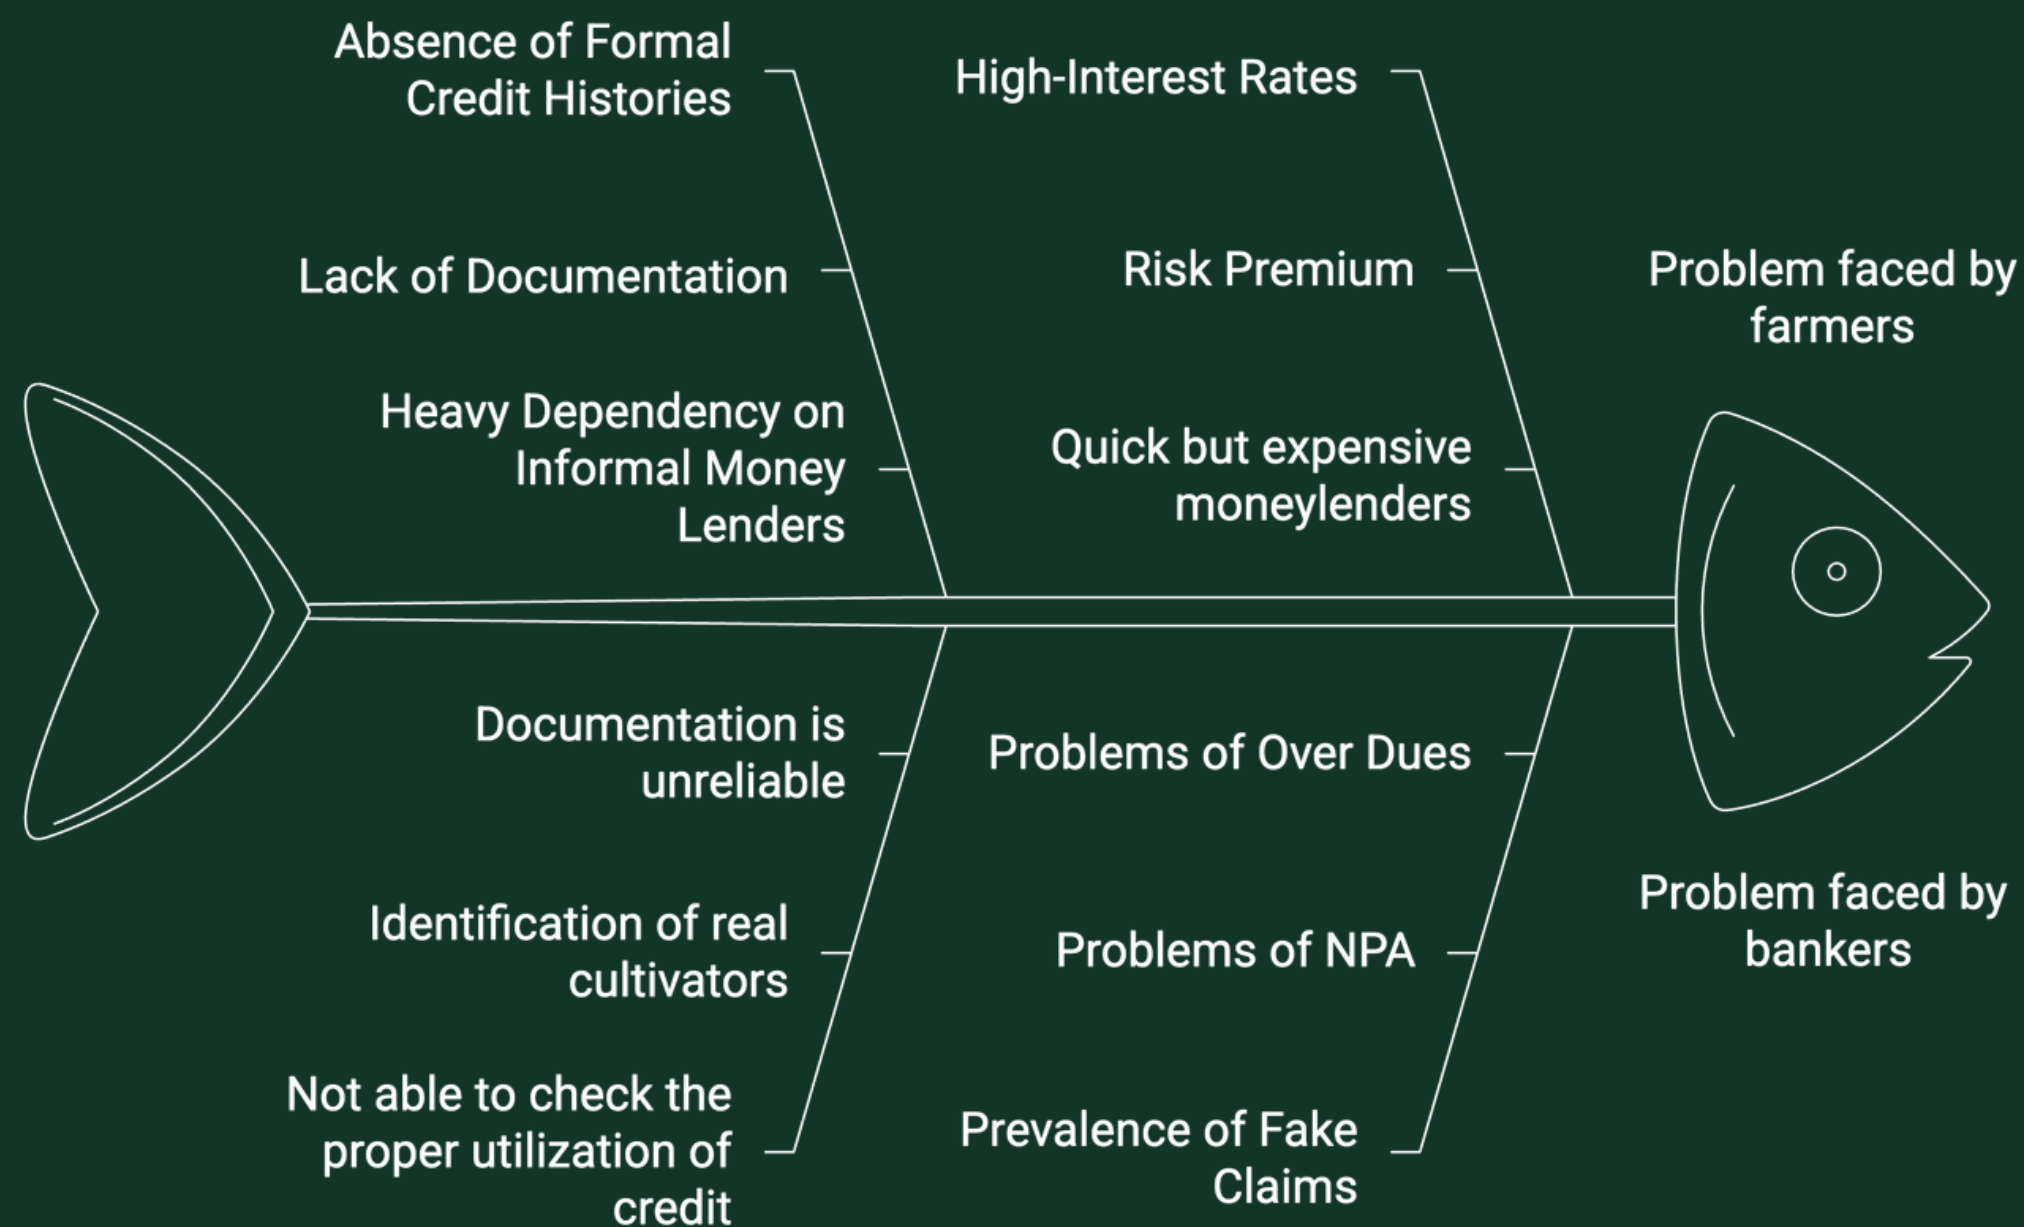 Absence of Formal
Credit Histories
Lack of Documentation
Heavy Dependency on
Informal Money
Lenders
High-Interest Rates
Risk Premium
Quick but expensive
moneylenders
Problem faced by
farmers
Documentation is
unreliable
Identification of real
cultivators
Not able to check the
proper utilization of
credit
Problems of Over Dues
Problems of NPA
Prevalence of Fake
Claims
Problem faced by
bankers